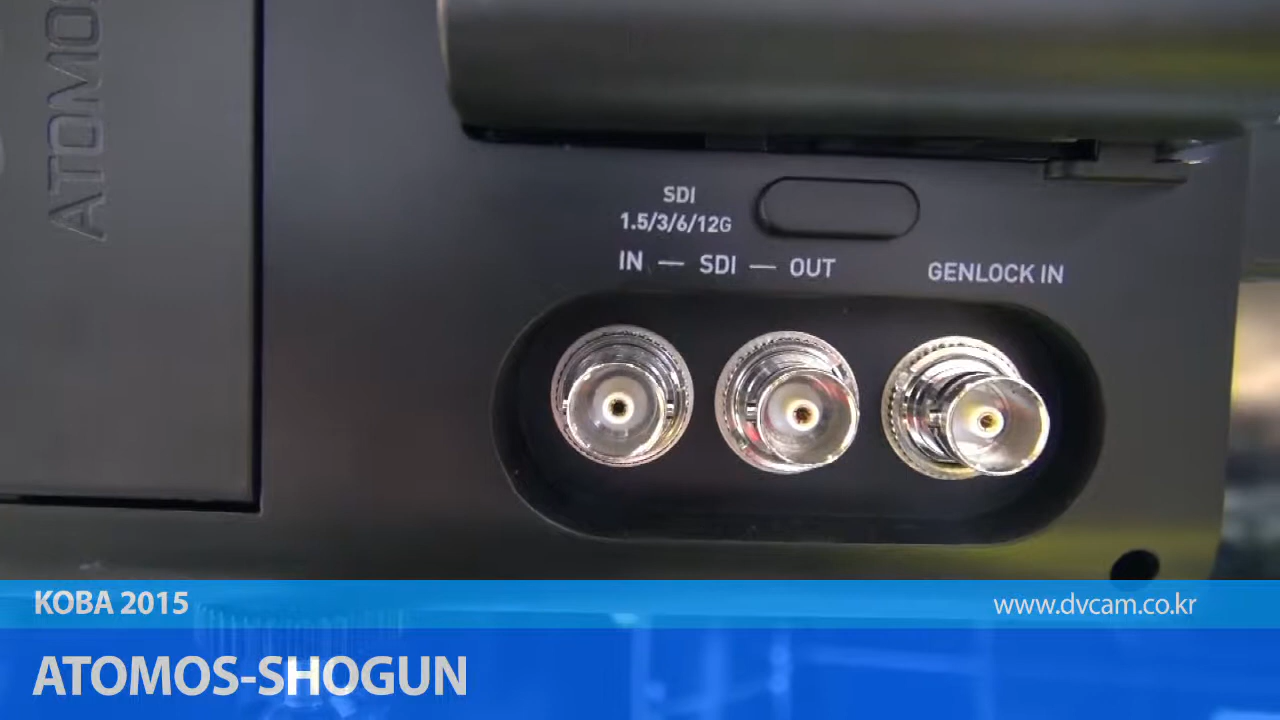 ATOMOS
SDI
1.5/3/6/12G
IN — SDI — OUT
GENLOCK IN
KOBA 2015
www.dvcam.co.kr
ATOMOS-SHOGUN